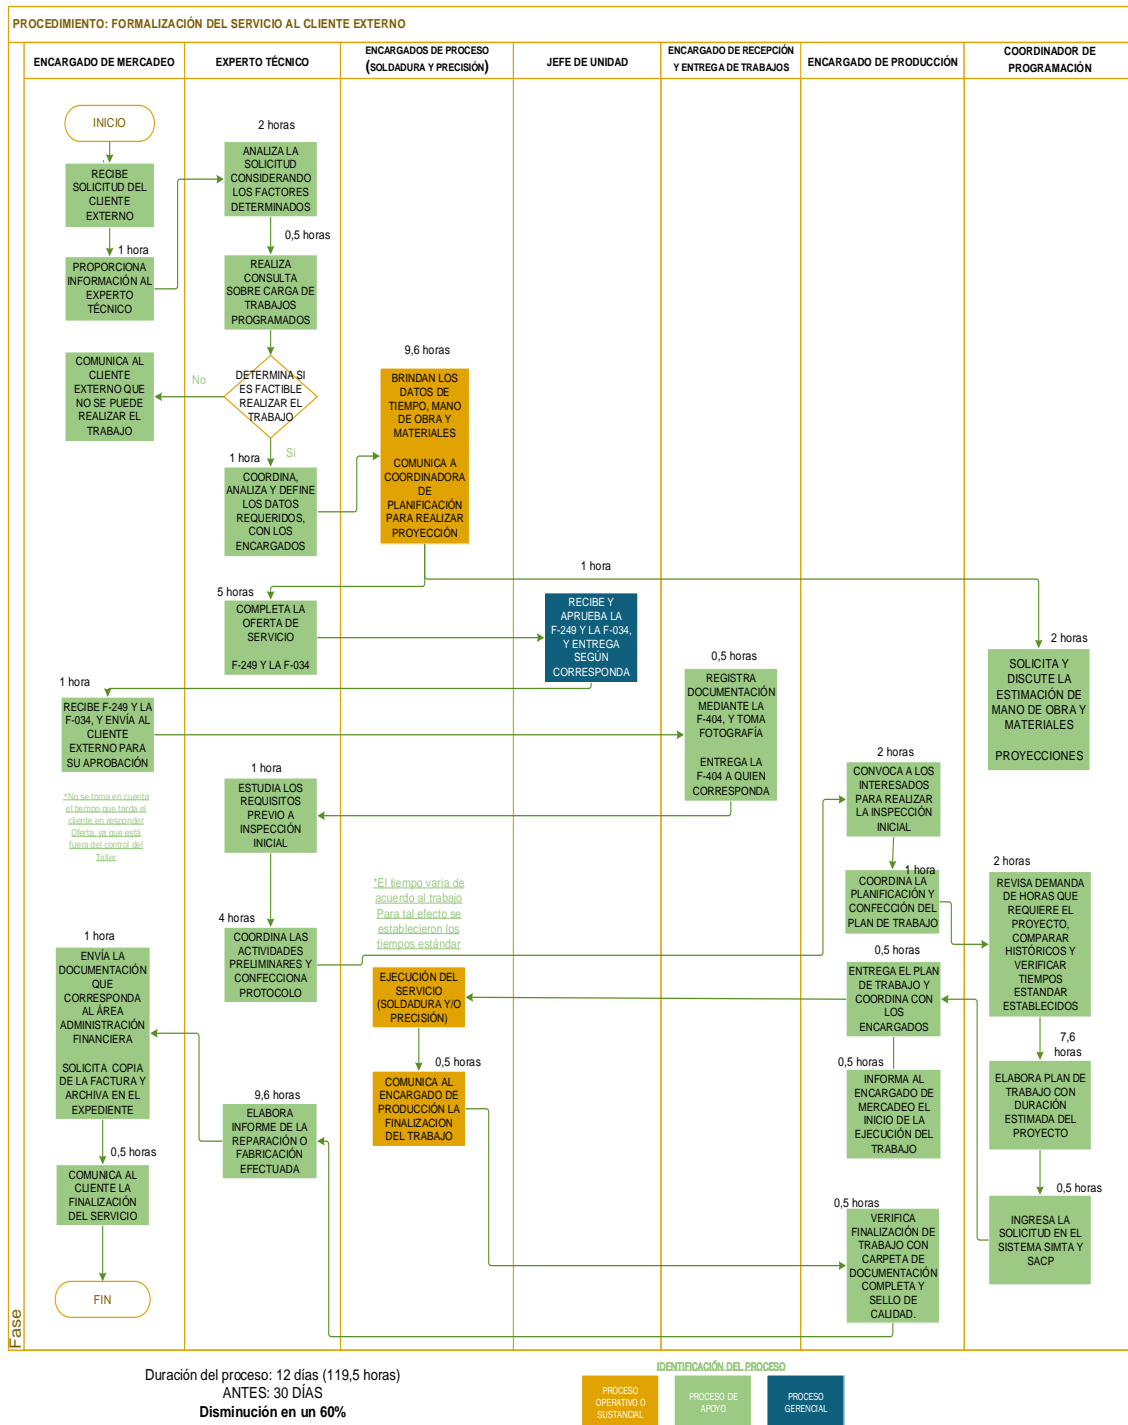 PROCEDIMIENTO: FORMALIZACIÓN DEL SERVICIO AL CLIENTE EXTERNO
ENCARGADO DE MERCADEO
EXPERTO TÉCNICO
ENCARGADOS DE PROCESO
(SOLDADURA Y PRECISIÓN)
JEFE DE UNIDAD
ENCARGADO DE RECEPCIÓN
Y ENTREGA DE TRABAJOS
ENCARGADO DE PRODUCCIÓN
COORDINADOR DE
PROGRAMACIÓN
INICIO
RECIBE
SOLICITUD DEL
CLIENTE
EXTERNO
1 hora
PROPORCIONA
INFORMACIÓN AL
EXPERTO
TÉCNICO
2 horas
ANALIZA LA
SOLICITUD
CONSIDERANDO
LOS FACTORES
DETERMINADOS
0,5 horas
REALIZA
CONSULTA
SOBRE CARGA DE
TRABAJOS
PROGRAMADOS
DETERMINA SI
ES FACTIBLE
REALIZAR EL
TRABAJO
No
COMUNICA AL
CLIENTE
EXTERNO QUE
NO SE PUEDE
REALIZAR EL
TRABAJO
Si
1 hora
COORDINA,
ANALIZA Y DEFINE
LOS DATOS
REQUERIDOS,
CON LOS
ENCARGADOS
9,6 horas
BRINDAN LOS
DATOS DE
TIEMPO, MANO
DE OBRA Y
MATERIALES
COMUNICA A
COORDINADORA
DE
PLANIFICACIÓN
PARA REALIZAR
PROYECCIÓN
1 hora
5 horas
COMPLETA LA
OFERTA DE
SERVICIO
F-249 Y LA F-034
RECIBE Y
APRUEBA LA
F-249 Y LA F-034,
Y ENTREGA
SEGÚN
CORRESPONDA
2 horas
SOLICITA Y
DISCUTE LA
ESTIMACIÓN DE
MANO DE OBRA Y
MATERIALES
PROYECCIONES
1 hora
RECIBE F-249 Y LA
F-034, Y ENVÍA AL
CLIENTE
EXTERNO PARA
SU APROBACIÓN
*No se toma en cuenta
el tiempo que tarda el
cliente en responder
Oferta, ya que está
fuera del control del
Taller
0,5 horas
REGISTRA
DOCUMENTACIÓN
MEDIANTE LA
F-404, Y TOMA
FOTOGRAFÍA
ENTREGA LA
F-404 A QUIEN
CORRESPONDA
1 hora
ESTUDIA LOS
REQUISITOS
PREVIO A
INSPECCIÓN
INICIAL
4 horas
COORDINA LAS
ACTIVIDADES
PRELIMINARES Y
CONFECCIONA
PROTOCOLO
2 horas
CONVOCA A LOS
INTERESADOS
PARA REALIZAR
LA INSPECCIÓN
INICIAL
1 hora
COORDINA LA
PLANIFICACIÓN Y
CONFECCIÓN DEL
PLAN DE TRABAJO
2 horas
REVISA DEMANDA
DE HORAS QUE
REQUIERE EL
PROYECTO,
COMPARAR
HISTÓRICOS Y
VERIFICAR
TIEMPOS
ESTANDAR
ESTABLECIDOS
7,6
horas
ELABORA PLAN DE
TRABAJO CON
DURACIÓN
ESTIMADA DEL
PROYECTO
0,5 horas
INGRESA LA
SOLICITUD EN EL
SISTEMA SIMTA Y
SACP
0,5 horas
ENTREGA EL PLAN
DE TRABAJO Y
COORDINA CON
LOS
ENCARGADOS
0,5 horas
INFORMA AL
ENCARGADO DE
MERCADEO EL
INICIO DE LA
EJECUCIÓN DEL
TRABAJO
*El tiempo varia de
acuerdo al trabajo
Para tal efecto se
establecieron los
tiempos estándar
EJECUCIÓN DEL
SERVICIO
(SOLDADURA Y/O
PRECISIÓN)
0,5 horas
COMUNICA AL
ENCARGADO DE
PRODUCCIÓN LA
FINALIZACION
DEL TRABAJO
0,5 horas
VERIFICA
FINALIZACIÓN DE
TRABAJO CON
CARPETA DE
DOCUMENTACIÓN
COMPLETA Y
SELLO DE
CALIDAD.
9,6 horas
ELABORA
INFORME DE LA
REPARACIÓN O
FABRICACIÓN
EFECTUADA
1 hora
ENVÍA LA
DOCUMENTACIÓN
QUE
CORRESPONDA
AL ÁREA
ADMINISTRACIÓN
FINANCIERA
SOLICITA COPIA
DE LA FACTURA Y
ARCHIVA EN EL
EXPEDIENTE
0,5 horas
COMUNICA AL
CLIENTE LA
FINALIZACIÓN
DEL SERVICIO
FIN
Fase
Duración del proceso: 12 días (119,5 horas)
ANTES: 30 DÍAS
Disminución en un 60%
IDENTIFICACIÓN DEL PROCESO
PROCESO
OPERATIVO O
SUSTANCIAL
PROCESO DE
APOYO
PROCESO
GERENCIAL